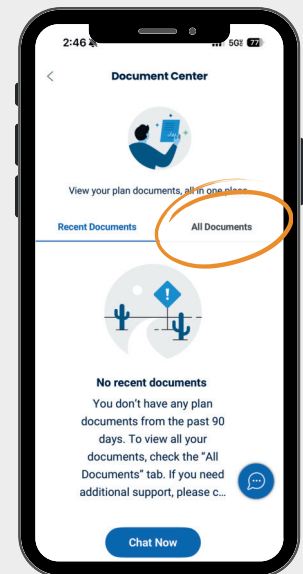 2:46
5GE 77
Document Center
View your plan documents, all in one place
Recent Documents
All Documents
No recent documents
You don’t have any plan
documents from the past 90
days. To view all your
documents, check the “All
Documents” tab. If you need
additional support, please c...
Chat Now